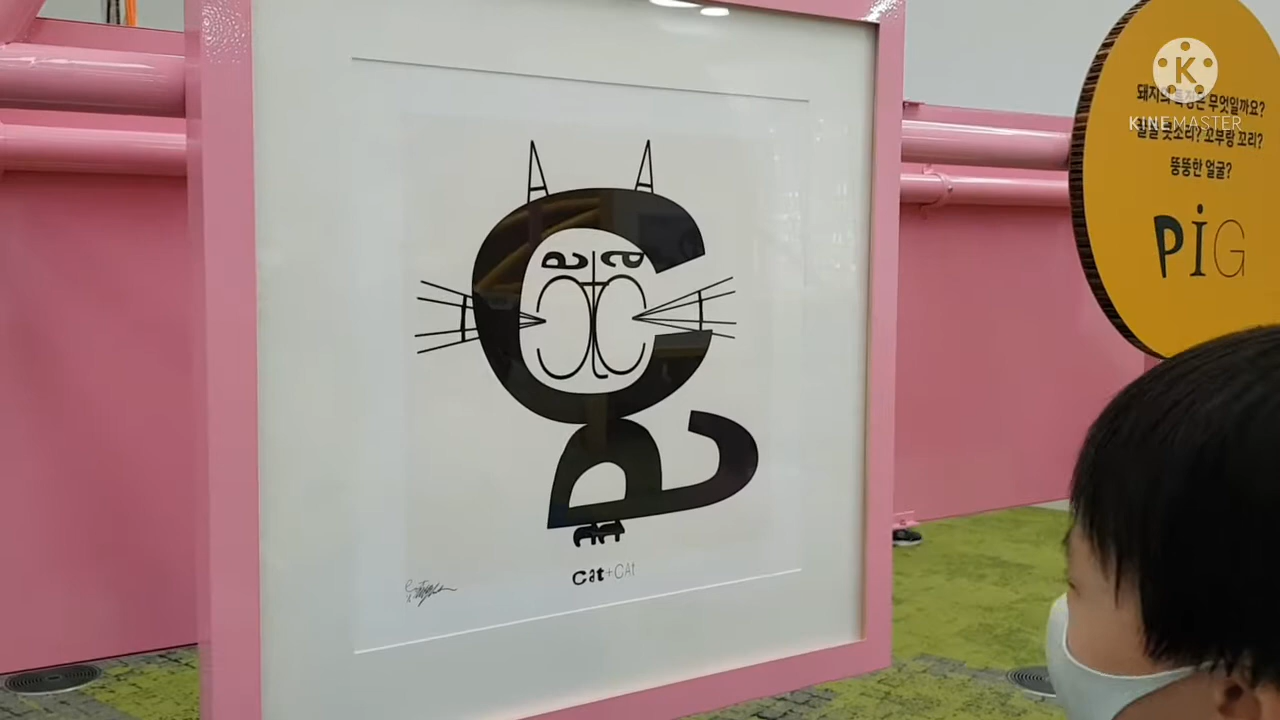 cat+CAt
돼지의 특징은 무엇일까요?
꿀꿀 콧소리? 꼬부랑 꼬리?
뚱뚱한 얼굴?
PiG
K
KINEMASTER